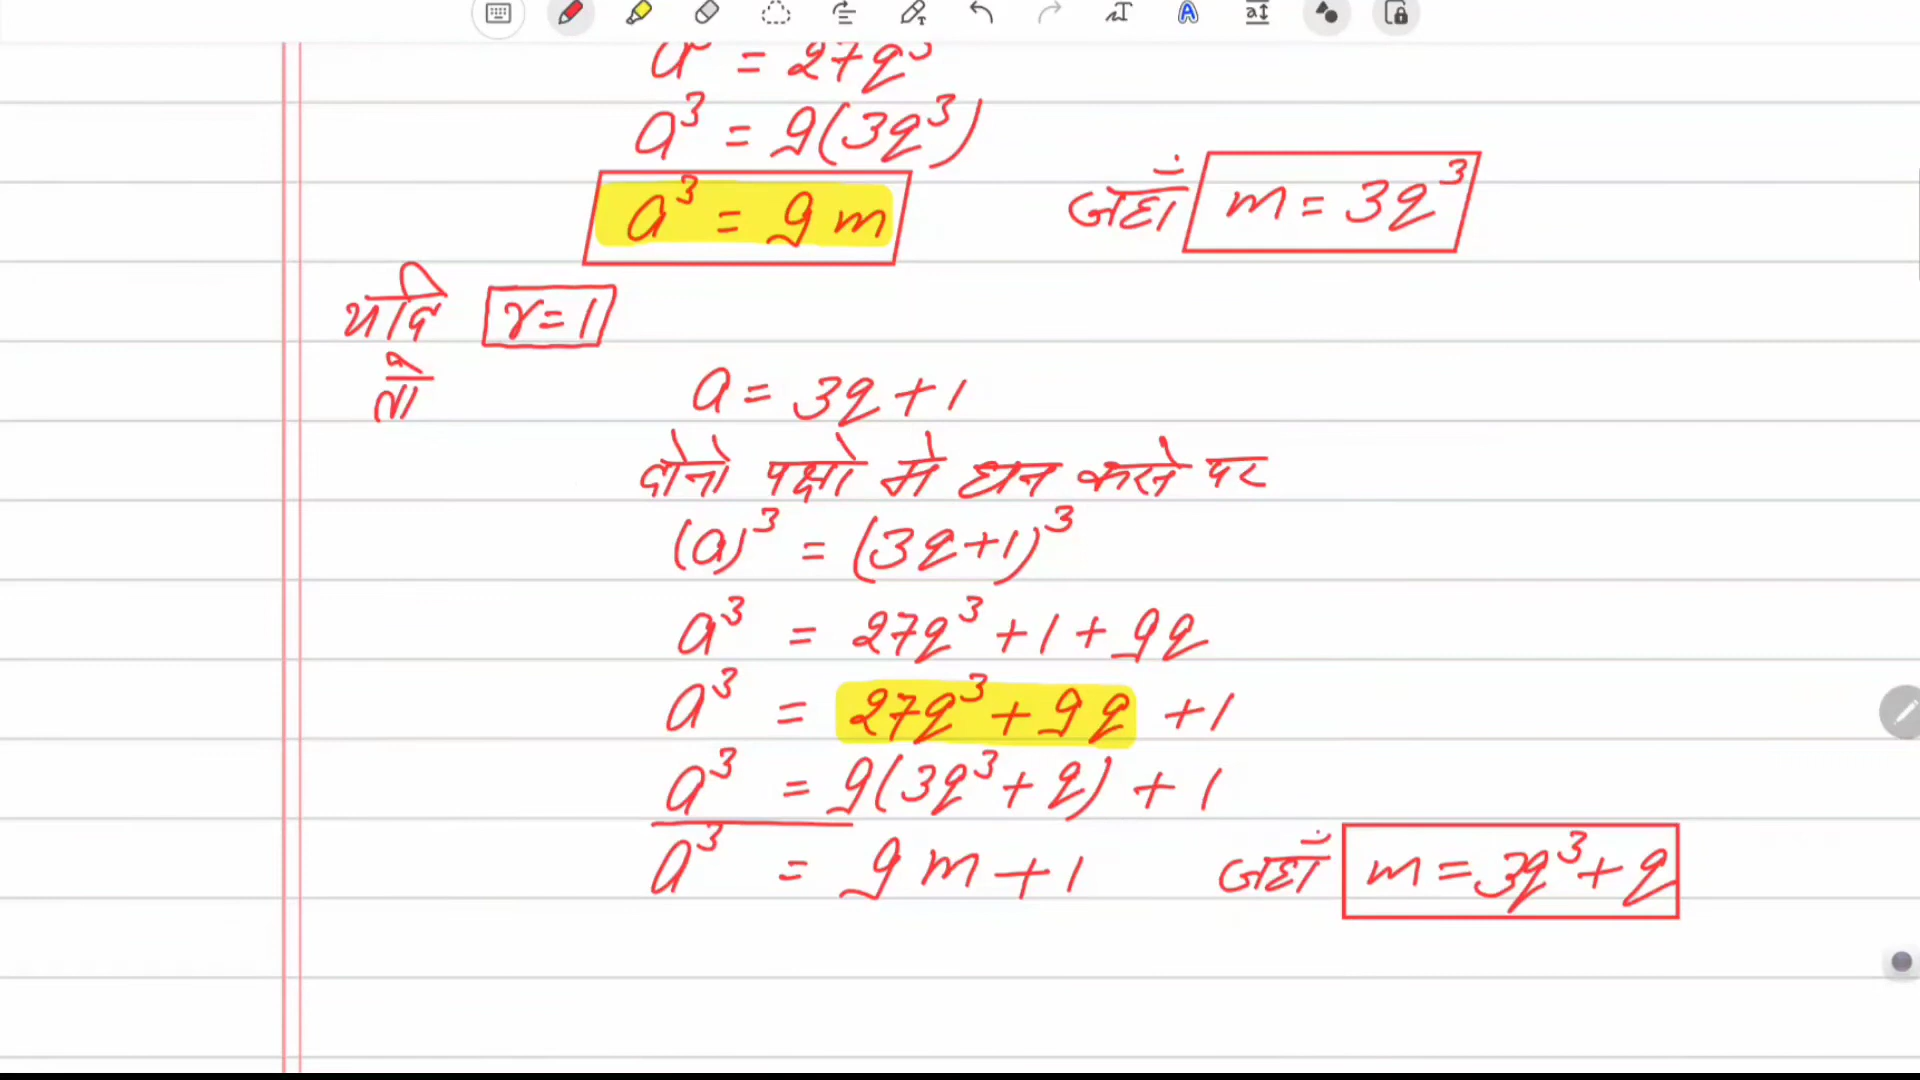 a³ = 27q³
a³ = 9(3q³)
a³ = 9m जहाँ m = 3q³
यदि r = 1
तो
a = 3q + 1
दोनो पक्षो मे घन करने पर
(a)³ = (3q+1)³
a³ = 27q³ + 1 + 9q
a³ = 27q³ + 9q + 1
a³ = 9(3q³ + q) + 1
a³ = 9m + 1 जहाँ m = 3q³ + q